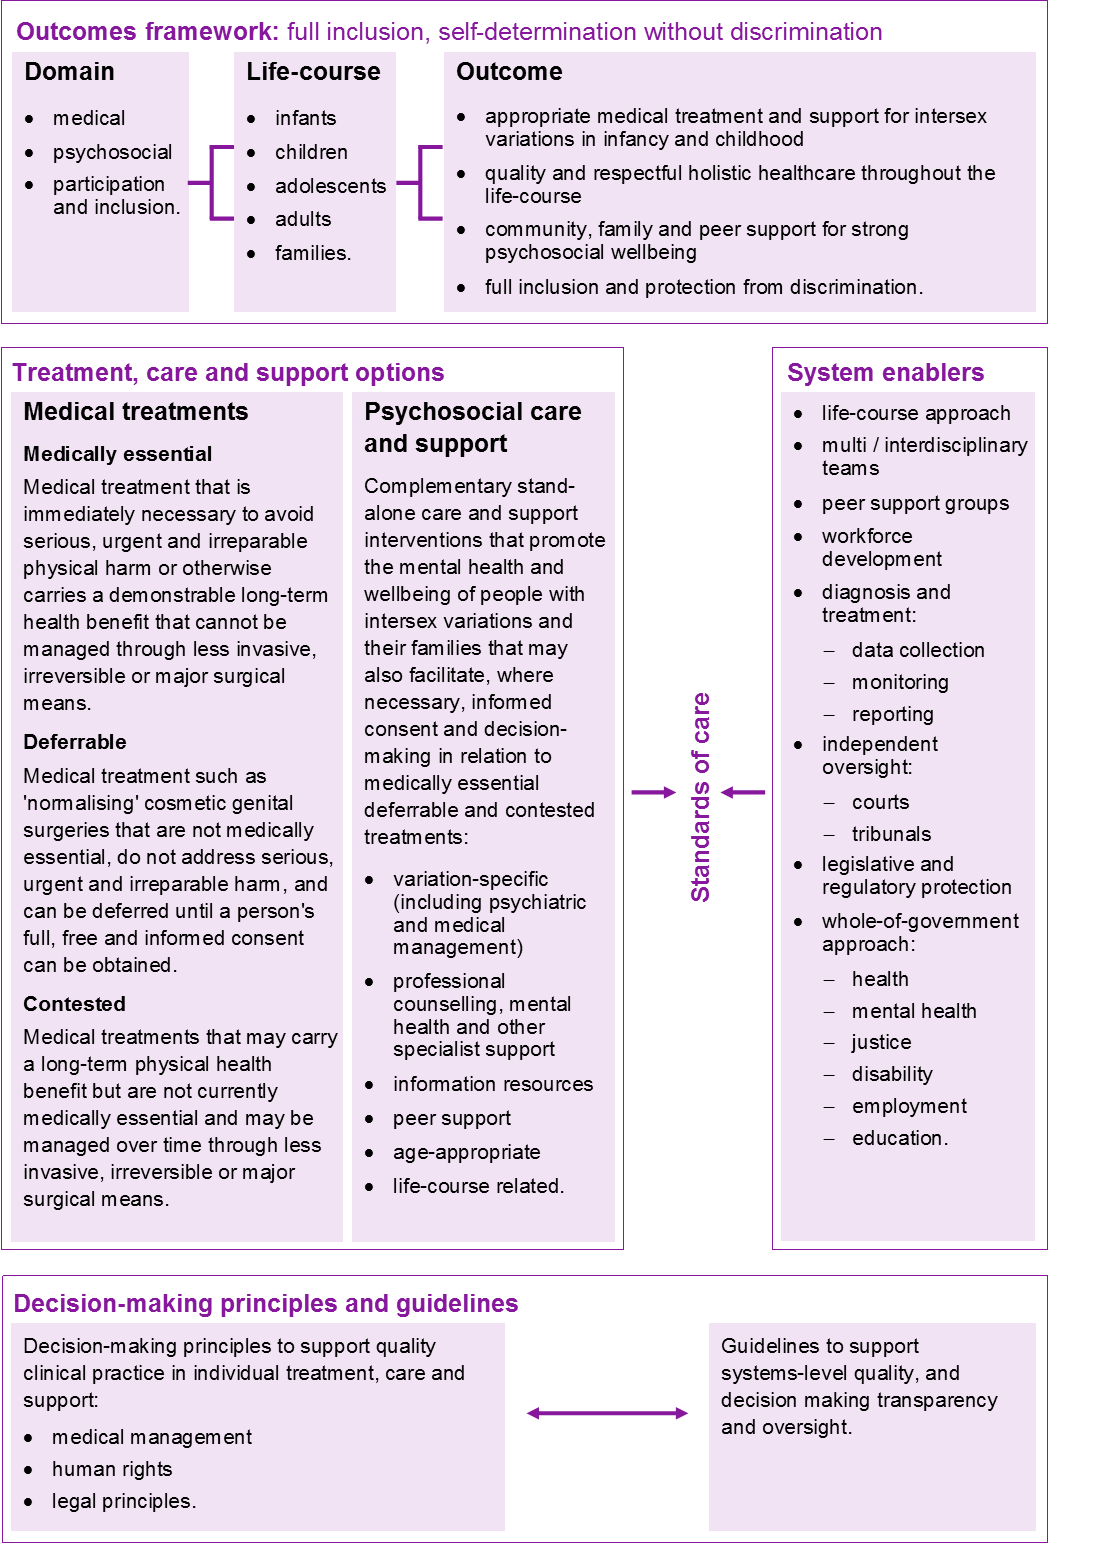 Outcomes framework: full inclusion, self-determination without discrimination
Domain
• medical
• psychosocial
• participation
and inclusion.
Life-course
• infants
• children
• adolescents
• adults
• families.
Outcome
• appropriate medical treatment and support for intersex
variations in infancy and childhood
• quality and respectful holistic healthcare throughout the
life-course
• community, family and peer support for strong
psychosocial wellbeing
• full inclusion and protection from discrimination.
Treatment, care and support options
Medical treatments
Medically essential
Medical treatment that is
immediately necessary to avoid
serious, urgent and irreparable
physical harm or otherwise
carries a demonstrable long-term
health benefit that cannot be
managed through less invasive,
irreversible or major surgical
means.
Deferrable
Medical treatment such as
'normalising' cosmetic genital
surgeries that are not medically
essential, do not address serious,
urgent and irreparable harm, and
can be deferred until a person's
full, free and informed consent
can be obtained.
Contested
Medical treatments that may carry
a long-term physical health
benefit but are not currently
medically essential and may be
managed over time through less
invasive, irreversible or major
surgical means.
Psychosocial care
and support
Complementary stand-
alone care and support
interventions that promote
the mental health and
wellbeing of people with
intersex variations and
their families that may
also facilitate, where
necessary, informed
consent and decision-
making in relation to
medically essential
deferrable and contested
treatments:
• variation-specific
(including psychiatric
and medical
management)
• professional
counselling, mental
health and other
specialist support
• information resources
• peer support
• age-appropriate
• life-course related.
Standards of care
System enablers
• life-course approach
• multi / interdisciplinary
teams
• peer support groups
• workforce
development
• diagnosis and
treatment:
– data collection
– monitoring
– reporting
• independent
oversight:
– courts
– tribunals
• legislative and
regulatory protection
• whole-of-government
approach:
– health
– mental health
– justice
– disability
– employment
– education.
Decision-making principles and guidelines
Decision-making principles to support quality
clinical practice in individual treatment, care and
support:
• medical management
• human rights
• legal principles.
Guidelines to support
systems-level quality, and
decision making transparency
and oversight.